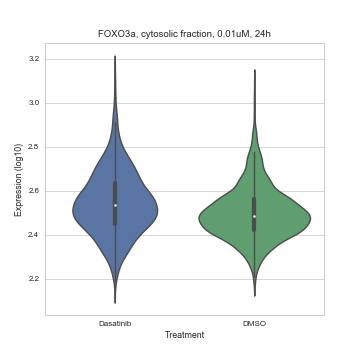 FOXO3a, cytosolic fraction, 0.01uM, 24h
3.2
3.0
2.8
2.6
2.4
2.2
Expression (log10)
Dasatinib DMSO
Treatment